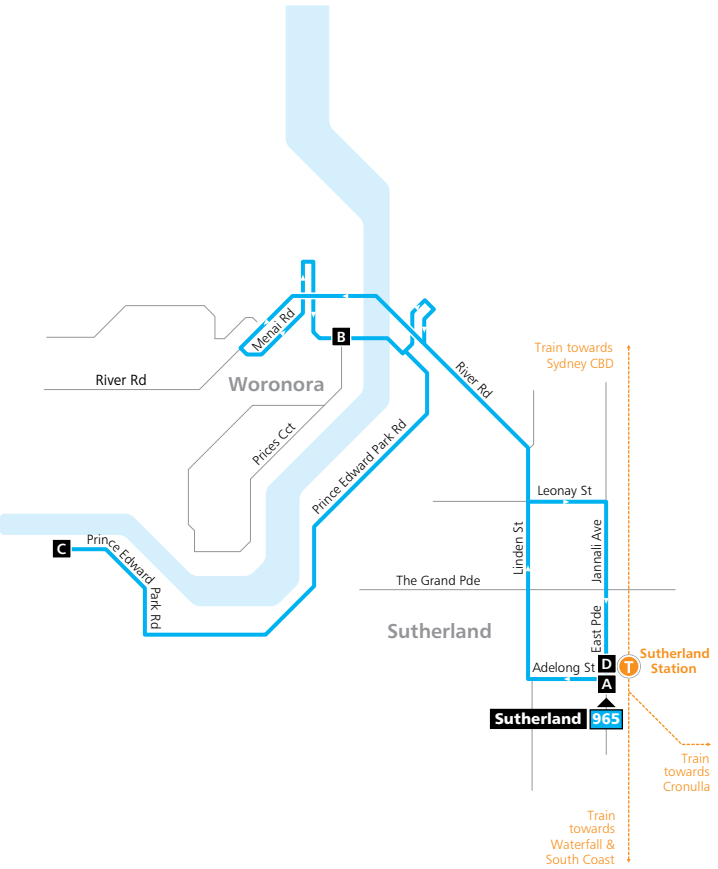 Menai Rd
B
River Rd
Woronora
River Rd
Train towards
Sydney CBD
Prices Cct
Prince Edward Park Rd
Leonay St
C
Prince Edward
Park Rd
Linden St
Jannali Ave
The Grand Pde
East Pde
Sutherland
Adelong St
D
A
T
Sutherland
Station
Sutherland 965
Train
towards
Cronulla
Train
towards
Waterfall &
South Coast